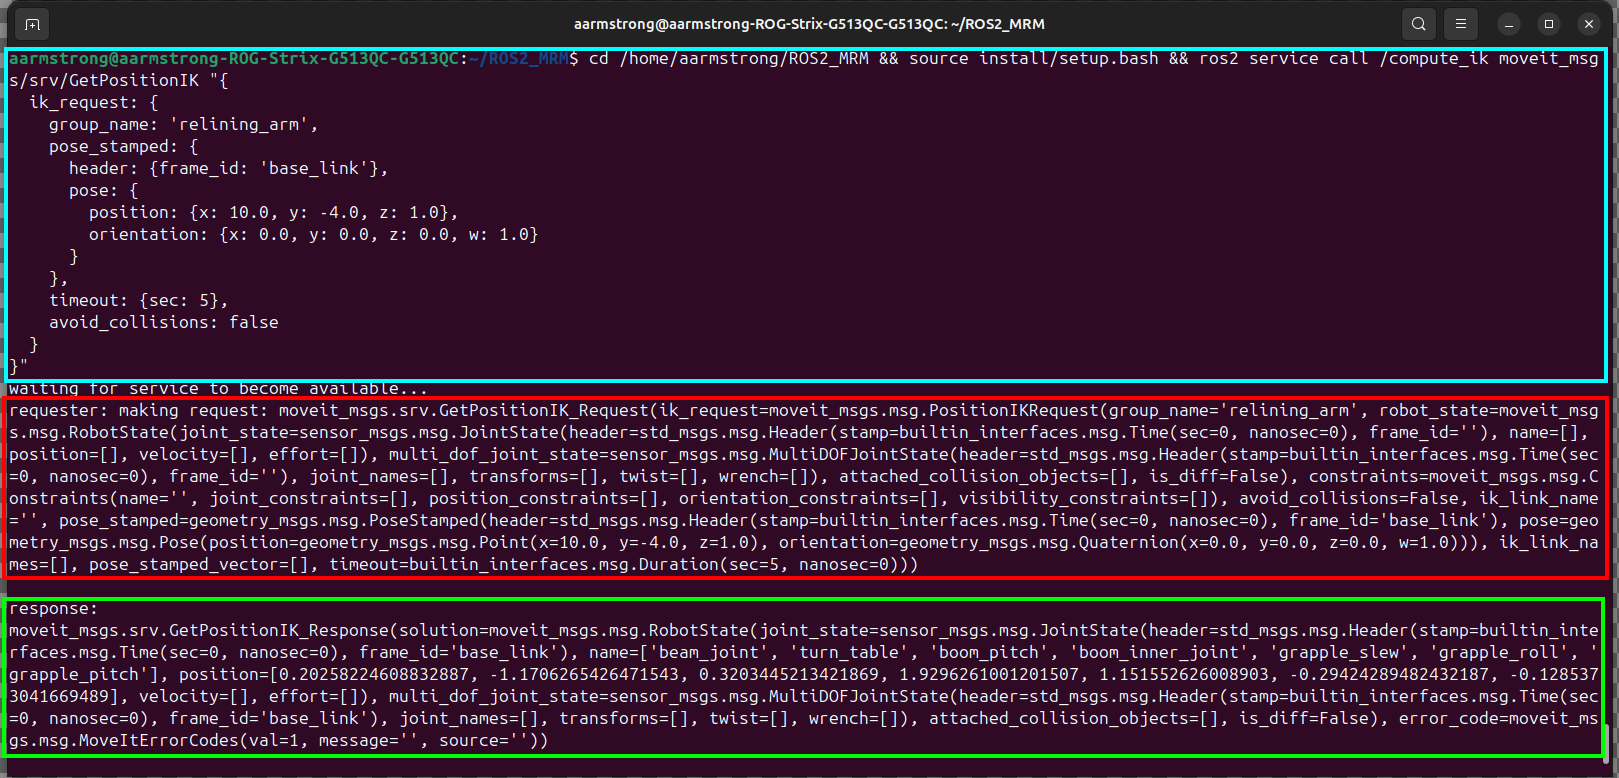 aarmstrong@aarmstrong-ROG-Strix-G513QC-G513QC: ~/ROS2_MRM
aarmstrong@aarmstrong-ROG-Strix-G513QC-G513QC:~/ROS2_MRM$ cd /home/aarmstrong/ROS2_MRM && source install/setup.bash && ros2 service call /compute_ik moveit_msg
s/srv/GetPositionIK "{
  ik_request: {
    group_name: 'relining_arm',
    pose_stamped: {
      header: {frame_id: 'base_link'},
      pose: {
        position: {x: 10.0, y: -4.0, z: 1.0},
        orientation: {x: 0.0, y: 0.0, z: 0.0, w: 1.0}
      }
    },
    timeout: {sec: 5},
    avoid_collisions: false
  }
}"
waiting for service to become available...
requester: making request: moveit_msgs.srv.GetPositionIK_Request(ik_request=moveit_msgs.msg.PositionIKRequest(group_name='relining_arm', robot_state=moveit_msg
s.msg.RobotState(joint_state=sensor_msgs.msg.JointState(header=std_msgs.msg.Header(stamp=builtin_interfaces.msg.Time(sec=0, nanosec=0), frame_id=''), name=[],
position=[], velocity=[], effort=[]), multi_dof_joint_state=sensor_msgs.msg.MultiDOFJointState(header=std_msgs.msg.Header(stamp=builtin_interfaces.msg.Time(sec
=0, nanosec=0), frame_id=''), joint_names=[], transforms=[], twist=[], wrench=[]), attached_collision_objects=[], is_diff=False), constraints=moveit_msgs.msg.C
onstraints(name='', joint_constraints=[], position_constraints=[], orientation_constraints=[], visibility_constraints=[]), avoid_collisions=False, ik_link_name
='', pose_stamped=geometry_msgs.msg.PoseStamped(header=std_msgs.msg.Header(stamp=builtin_interfaces.msg.Time(sec=0, nanosec=0), frame_id='base_link'), pose=geo
metry_msgs.msg.Pose(position=geometry_msgs.msg.Point(x=10.0, y=-4.0, z=1.0), orientation=geometry_msgs.msg.Quaternion(x=0.0, y=0.0, z=0.0, w=1.0))), ik_link_na
mes=[], pose_stamped_vector=[], timeout=builtin_interfaces.msg.Duration(sec=5, nanosec=0)))
response:
moveit_msgs.srv.GetPositionIK_Response(solution=moveit_msgs.msg.RobotState(joint_state=sensor_msgs.msg.JointState(header=std_msgs.msg.Header(stamp=builtin_inte
rfaces.msg.Time(sec=0, nanosec=0), frame_id='base_link'), name=['beam_joint', 'turn_table', 'boom_pitch', 'boom_inner_joint', 'grapple_slew', 'grapple_roll', '
grapple_pitch'], position=[0.20258224608832887, -1.1706265426471543, 0.3203445213421869, 1.9296261001201507, 1.151552626008903, -0.29424289482432187, -0.128537
3041669489], velocity=[], effort=[]), multi_dof_joint_state=sensor_msgs.msg.MultiDOFJointState(header=std_msgs.msg.Header(stamp=builtin_interfaces.msg.Time(sec
=0, nanosec=0), frame_id='base_link'), joint_names=[], transforms=[], twist=[], wrench=[]), attached_collision_objects=[], is_diff=False), error_code=moveit_ms
gs.msg.MoveItErrorCodes(val=1, message='', source=''))